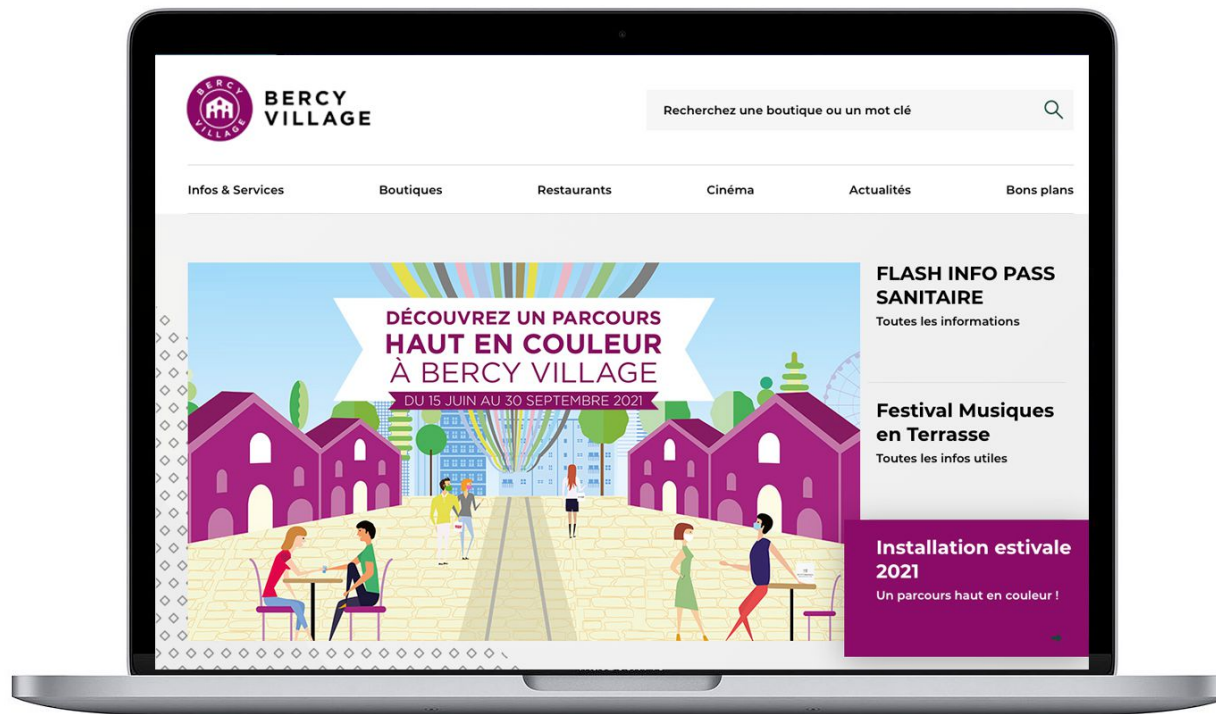 BERCY
VILLAGE
BERCY
VILLAGE
Recherchez une boutique ou un mot clé
Infos & Services
Boutiques
Restaurants
Cinéma
Actualités
Bons plans
DÉCOUVREZ UN PARCOURS
HAUT EN COULEUR
À BERCY VILLAGE
DU 15 JUIN AU 30 SEPTEMBRE 2021
FLASH INFO PASS
SANITAIRE
Toutes les informations
Festival Musiques
en Terrasse
Toutes les infos utiles
Installation estivale
2021
Un parcours haut en couleur !